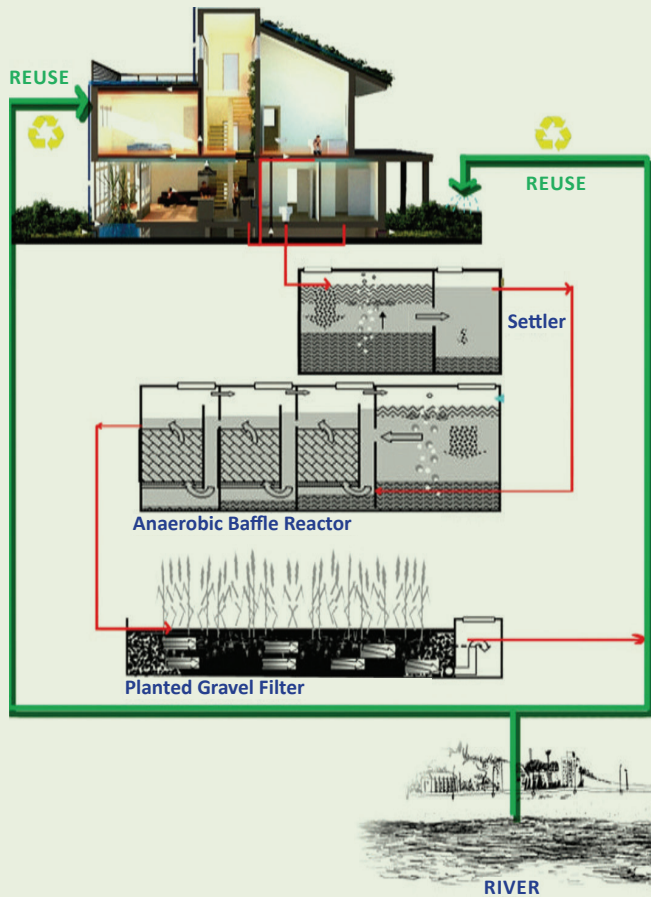 REUSE
REUSE
Settler
Anaerobic Baffle Reactor
Planted Gravel Filter
RIVER